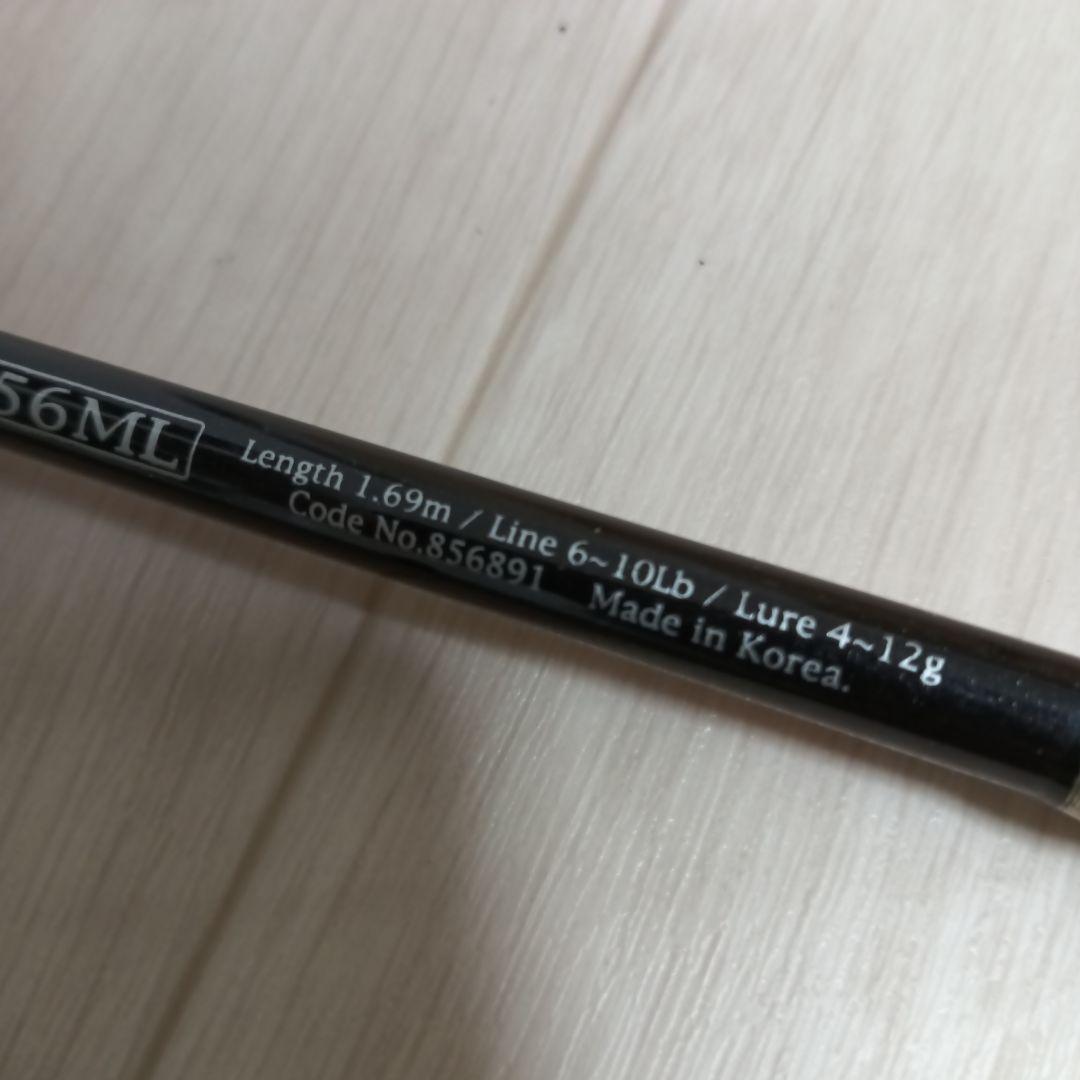 56ML
Length 1.69m / Line 6~10Lb / Lure 4~12g
Code No.856891 Made in Korea.